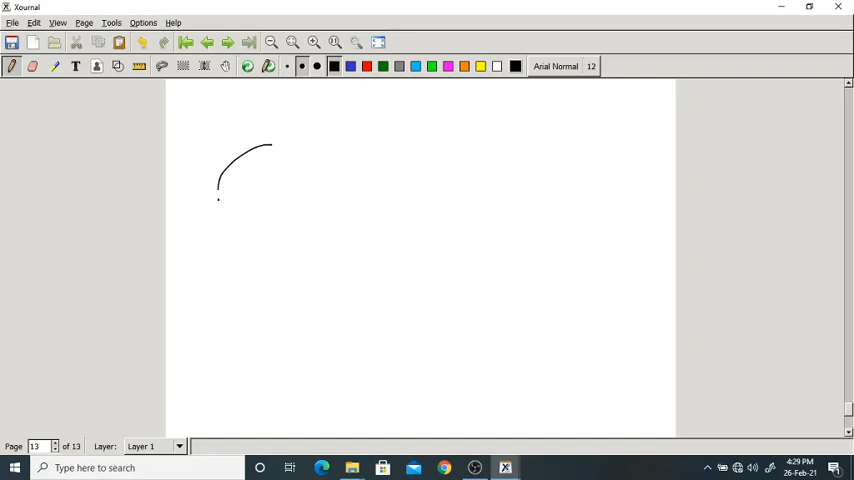 Xournal
File Edit View Page Tools Options Help
T Arial Normal 12
Page 13 of 13 Layer: Layer 1
Type here to search
4:29 PM
26-Feb-21